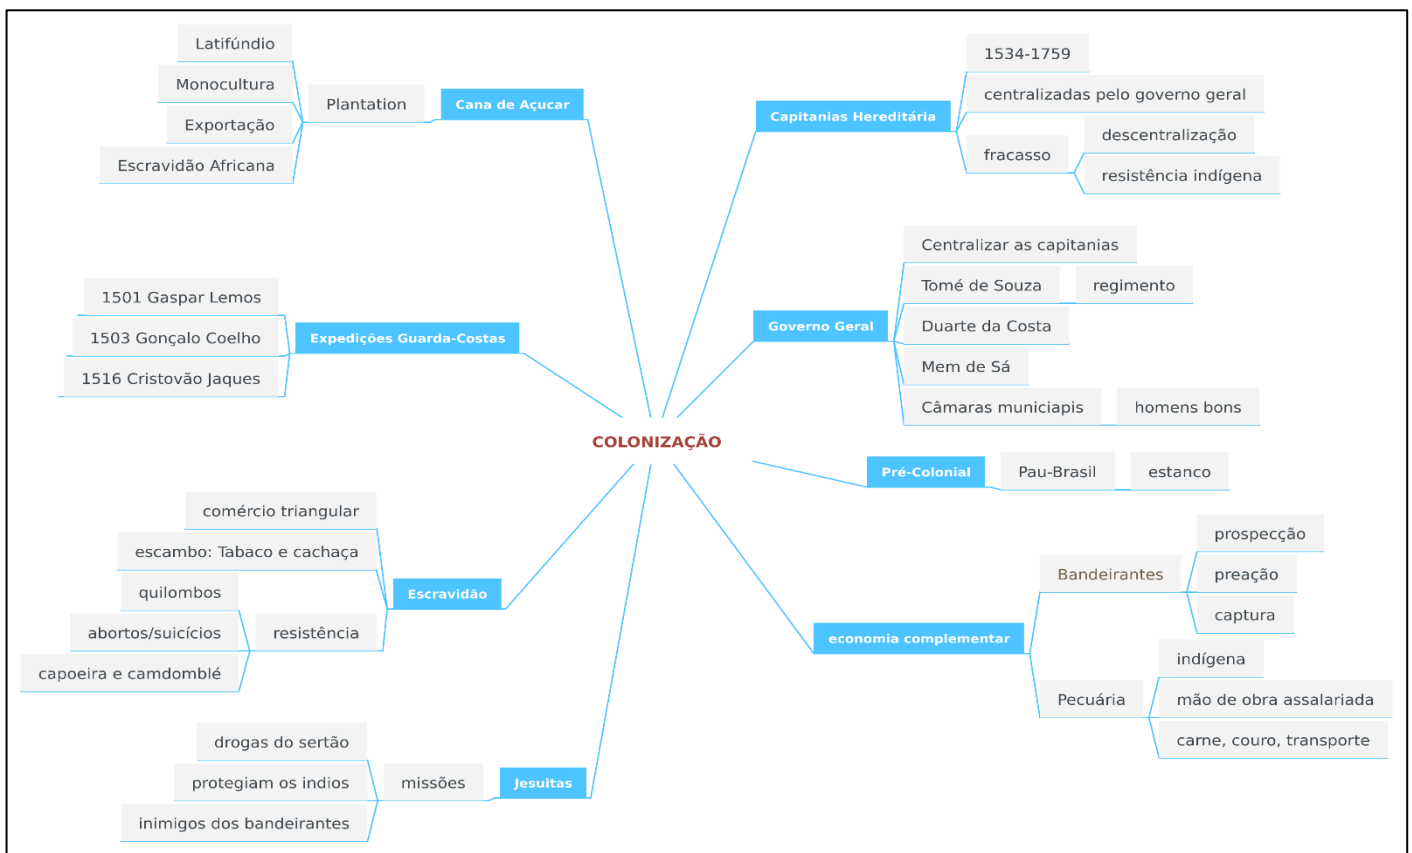 Latifúndio
Monocultura
Exportação
Escravidão Africana
Plantation
Cana de Açucar
1501 Gaspar Lemos
1503 Gonçalo Coelho
1516 Cristovão Jaques
Expedições Guarda-Costas
comércio triangular
escambo: Tabaco e cachaça
quilombos
abortos/suicícios
capoeira e camdomblé
resistência
Escravidão
drogas do sertão
protegiam os indios
inimigos dos bandeirantes
missões
Jesuitas
COLONIZAÇÃO
Capitanias Hereditária
1534-1759
centralizadas pelo governo geral
fracasso
descentralização
resistência indígena
Governo Geral
Centralizar as capitanias
Tomé de Souza
regimento
Duarte da Costa
Mem de Sá
Câmaras municiapis
homens bons
Pré-Colonial
Pau-Brasil
estanco
economia complementar
Bandeirantes
prospecção
preação
captura
Pecuária
indígena
mão de obra assalariada
carne, couro, transporte